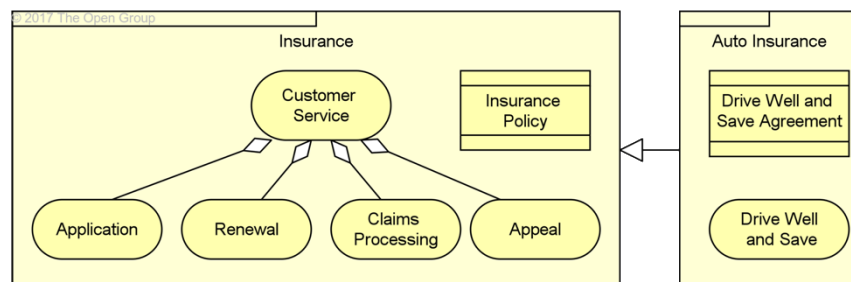 © 2017 The Open Group
Insurance
Customer
Service
Insurance
Policy
Application
Renewal
Claims
Processing
Appeal
Auto Insurance
Drive Well and
Save Agreement
Drive Well
and Save